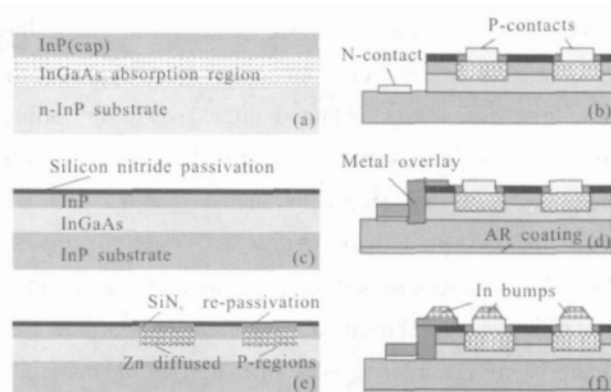 InP(cap)
InGaAs absorption region
n-InP substrate
(a)
P-contacts
N-contact
(b)
Silicon nitride passivation
InP
InGaAs
InP substrate
(c)
Metal overlay
AR coating
(d)
SiN, re-passivation
Zn diffused
P-regions
(e)
In bumps
(f)